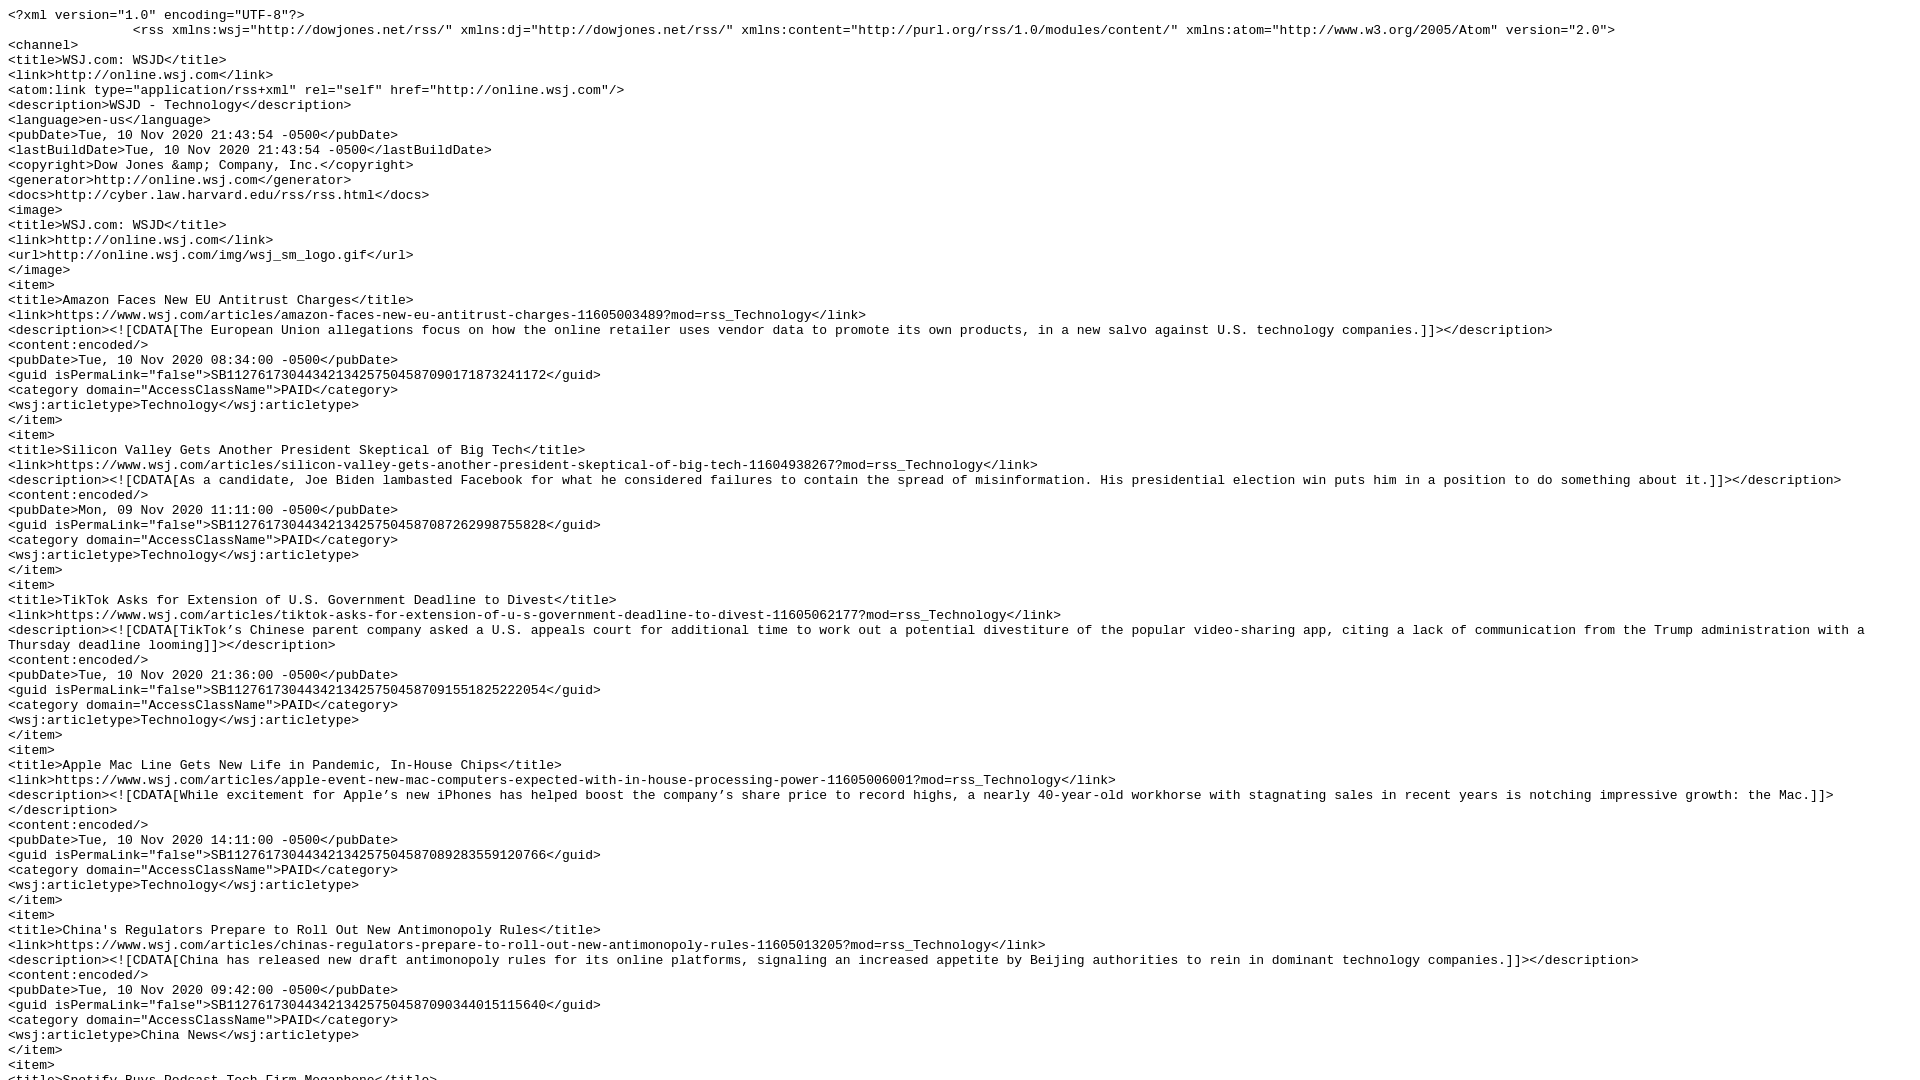 <?xml version="1.0" encoding="UTF-8"?>
<rss xmlns:wsj="http://dowjones.net/rss/" xmlns:dj="http://dowjones.net/rss/" xmlns:content="http://purl.org/rss/1.0/modules/content/" xmlns:atom="http://www.w3.org/2005/Atom" version="2.0">
<channel>
<title>WSJ.com: WSJD</title>
<link>http://online.wsj.com</link>
<atom:link type="application/rss+xml" rel="self" href="http://online.wsj.com"/>
<description>WSJD - Technology</description>
<language>en-us</language>
<pubDate>Tue, 10 Nov 2020 21:43:54 -0500</pubDate>
<lastBuildDate>Tue, 10 Nov 2020 21:43:54 -0500</lastBuildDate>
<copyright>Dow Jones &amp; Company, Inc.</copyright>
<generator>http://online.wsj.com</generator>
<docs>http://cyber.law.harvard.edu/rss/rss.html</docs>
<image>
<title>WSJ.com: WSJD</title>
<link>http://online.wsj.com</link>
<url>http://online.wsj.com/img/wsj_sm_logo.gif</url>
</image>
<item>
<title>Amazon Faces New EU Antitrust Charges</title>
<link>https://www.wsj.com/articles/amazon-faces-new-eu-antitrust-charges-11605003489?mod=rss_Technology</link>
<description><![CDATA[The European Union allegations focus on how the online retailer uses vendor data to promote its own products, in a new salvo against U.S. technology companies.]]></description>
<content:encoded/>
<pubDate>Tue, 10 Nov 2020 08:34:00 -0500</pubDate>
<guid isPermaLink="false">SB11276173044342134257504587090171873241172</guid>
<category domain="AccessClassName">PAID</category>
<wsj:articletype>Technology</wsj:articletype>
</item>
<item>
<title>Silicon Valley Gets Another President Skeptical of Big Tech</title>
<link>https://www.wsj.com/articles/silicon-valley-gets-another-president-skeptical-of-big-tech-11604938267?mod=rss_Technology</link>
<description><![CDATA[As a candidate, Joe Biden lambasted Facebook for what he considered failures to contain the spread of misinformation. His presidential election win puts him in a position to do something about it.]]></description>
<content:encoded/>
<pubDate>Mon, 09 Nov 2020 11:11:00 -0500</pubDate>
<guid isPermaLink="false">SB11276173044342134257504587087262998755828</guid>
<category domain="AccessClassName">PAID</category>
<wsj:articletype>Technology</wsj:articletype>
</item>
<item>
<title>TikTok Asks for Extension of U.S. Government Deadline to Divest</title>
<link>https://www.wsj.com/articles/tiktok-asks-for-extension-of-u-s-government-deadline-to-divest-11605062177?mod=rss_Technology</link>
<description><![CDATA[TikTok’s Chinese parent company asked a U.S. appeals court for additional time to work out a potential divestiture of the popular video-sharing app, citing a lack of communication from the Trump administration with a
Thursday deadline looming]]></description>
<content:encoded/>
<pubDate>Tue, 10 Nov 2020 21:36:00 -0500</pubDate>
<guid isPermaLink="false">SB11276173044342134257504587091551825222054</guid>
<category domain="AccessClassName">PAID</category>
<wsj:articletype>Technology</wsj:articletype>
</item>
<item>
<title>Apple Mac Line Gets New Life in Pandemic, In-House Chips</title>
<link>https://www.wsj.com/articles/apple-event-new-mac-computers-expected-with-in-house-processing-power-11605006001?mod=rss_Technology</link>
<description><![CDATA[While excitement for Apple’s new iPhones has helped boost the company’s share price to record highs, a nearly 40-year-old workhorse with stagnating sales in recent years is notching impressive growth: the Mac.]]>
</description>
<content:encoded/>
<pubDate>Tue, 10 Nov 2020 14:11:00 -0500</pubDate>
<guid isPermaLink="false">SB11276173044342134257504587089283559120766</guid>
<category domain="AccessClassName">PAID</category>
<wsj:articletype>Technology</wsj:articletype>
</item>
<item>
<title>China's Regulators Prepare to Roll Out New Antimonopoly Rules</title>
<link>https://www.wsj.com/articles/chinas-regulators-prepare-to-roll-out-new-antimonopoly-rules-11605013205?mod=rss_Technology</link>
<description><![CDATA[China has released new draft antimonopoly rules for its online platforms, signaling an increased appetite by Beijing authorities to rein in dominant technology companies.]]></description>
<content:encoded/>
<pubDate>Tue, 10 Nov 2020 09:42:00 -0500</pubDate>
<guid isPermaLink="false">SB11276173044342134257504587090344015115640</guid>
<category domain="AccessClassName">PAID</category>
<wsj:articletype>China News</wsj:articletype>
</item>
<item>
<title>Spotify Buys Podcast Tech Firm Megaphone</title>